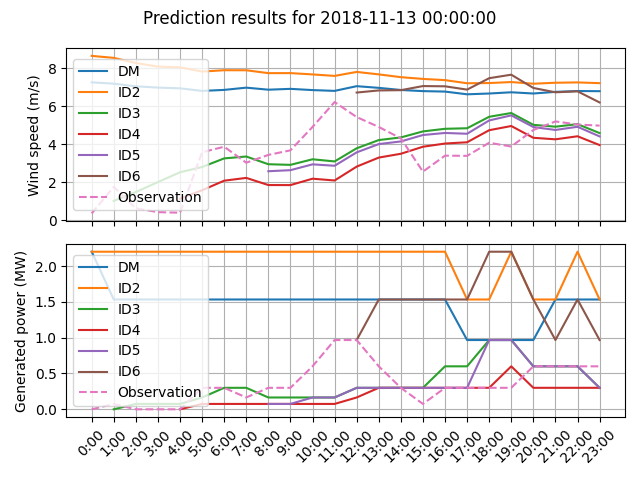 Prediction results for 2018-11-13 00:00:00
Wind speed (m/s)
8
6
4
2
0
DM
ID2
ID3
ID4
ID5
ID6
Observation
Generated power (MW)
2.0
1.5
1.0
0.5
0.0
DM
ID2
ID3
ID4
ID5
ID6
Observation
0:00
1:00
2:00
3:00
4:00
5:00
6:00
7:00
8:00
9:00
10:00
11:00
12:00
13:00
14:00
15:00
16:00
17:00
18:00
19:00
20:00
21:00
22:00
23:00